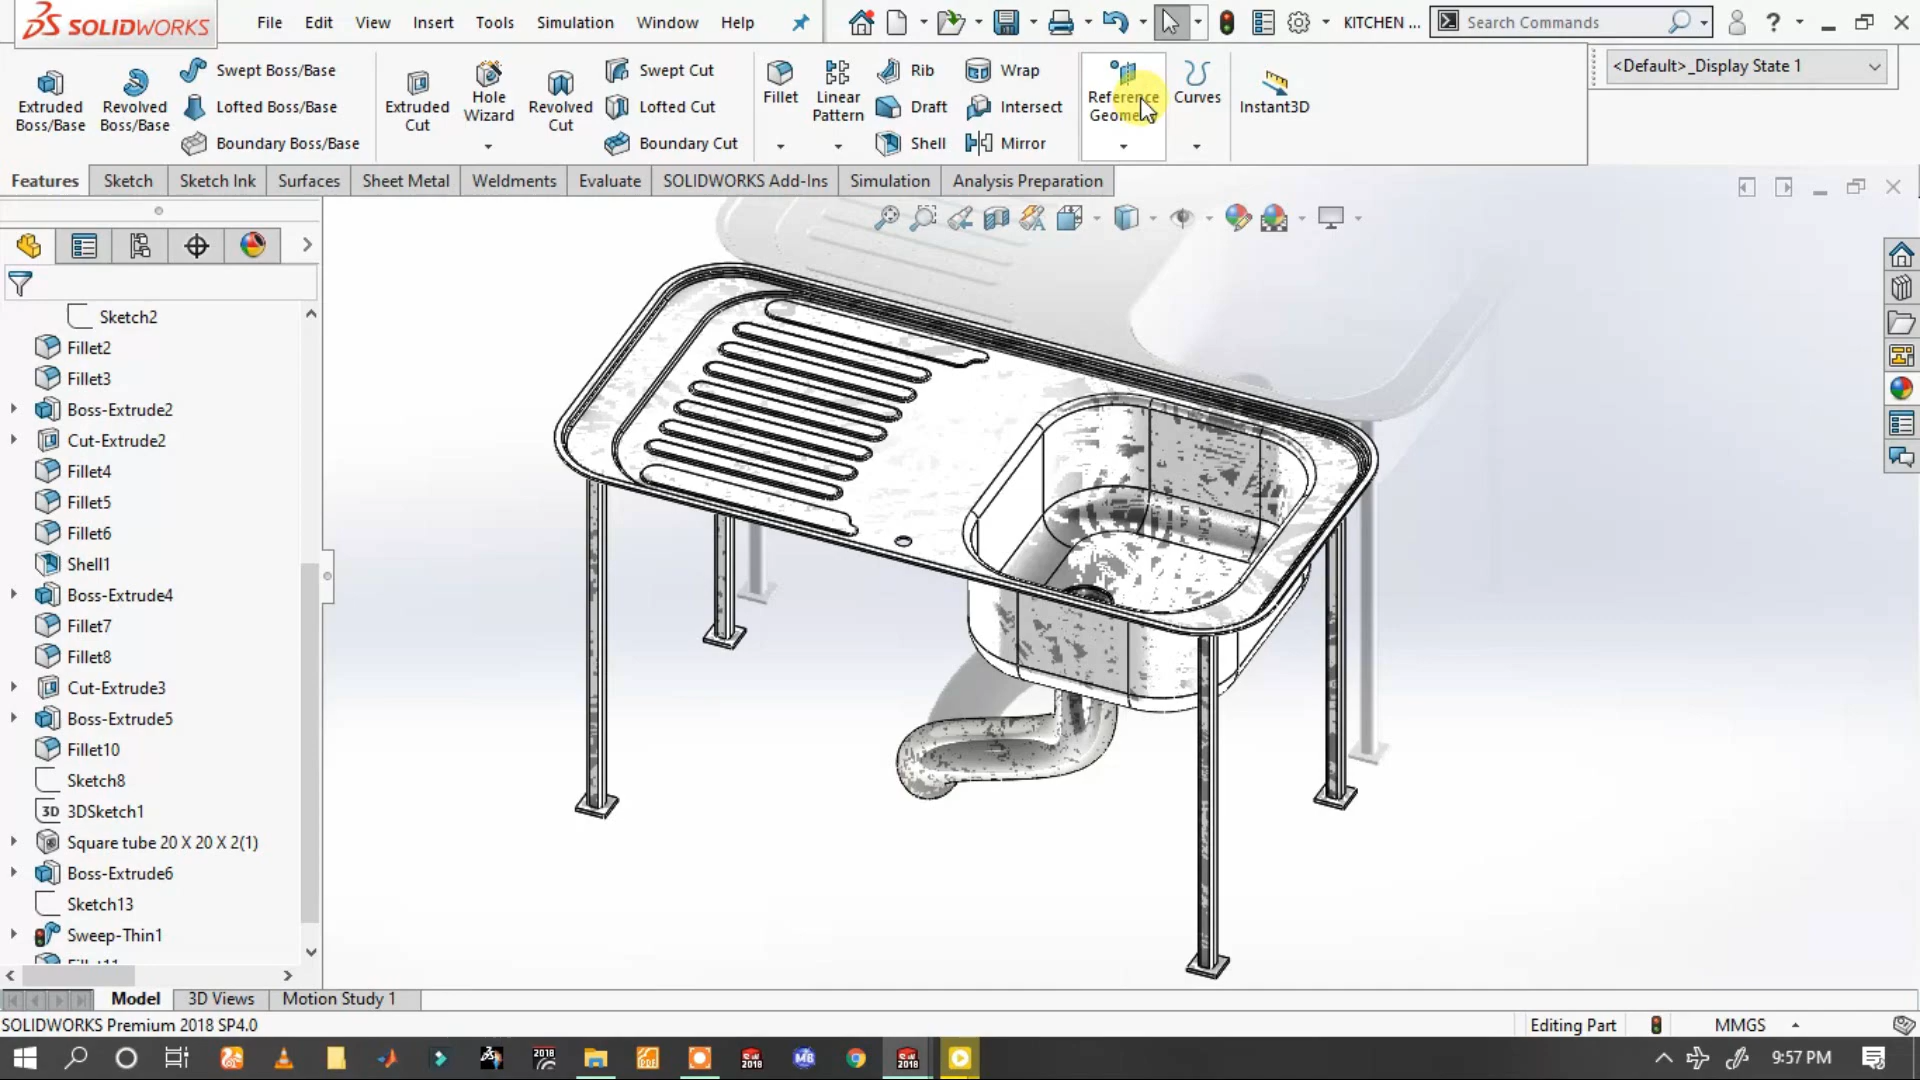 SOLIDWORKS File Edit View Insert Tools Simulation Window Help KITCHEN ... Search Commands ?
Extruded Boss/Base
Revolved Boss/Base
Swept Boss/Base
Lofted Boss/Base
Boundary Boss/Base
Extruded Cut
Hole Wizard
Revolved Cut
Swept Cut
Lofted Cut
Boundary Cut
Fillet
Linear Pattern
Rib
Draft
Shell
Wrap
Intersect
Mirror
Reference
Curves
Instant3D
<Default>_Display State 1
Features Sketch Sketch Ink Surfaces Sheet Metal Weldments Evaluate SOLIDWORKS Add-Ins Simulation Analysis Preparation
Sketch2
Fillet2
Fillet3
Boss-Extrude2
Cut-Extrude2
Fillet4
Fillet5
Fillet6
Shell1
Boss-Extrude4
Fillet7
Fillet8
Cut-Extrude3
Boss-Extrude5
Fillet10
Sketch8
3D 3DSketch1
Square tube 20 X 20 X 2(1)
Boss-Extrude6
Sketch13
Sweep-Thin1
Model 3D Views Motion Study 1
SOLIDWORKS Premium 2018 SP4.0 Editing Part MMGS
9:57 PM